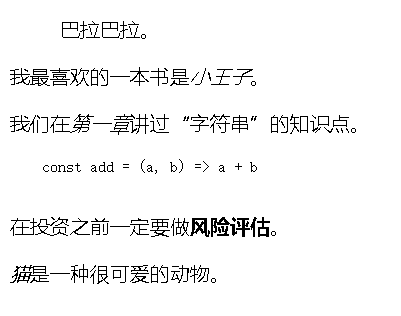 巴拉巴拉。
我最喜欢的一本书是小王子。
我们在第一章讲过“字符串”的知识点。
const add = (a, b) => a + b
在投资之前一定要做风险评估。
猫是一种很可爱的动物。